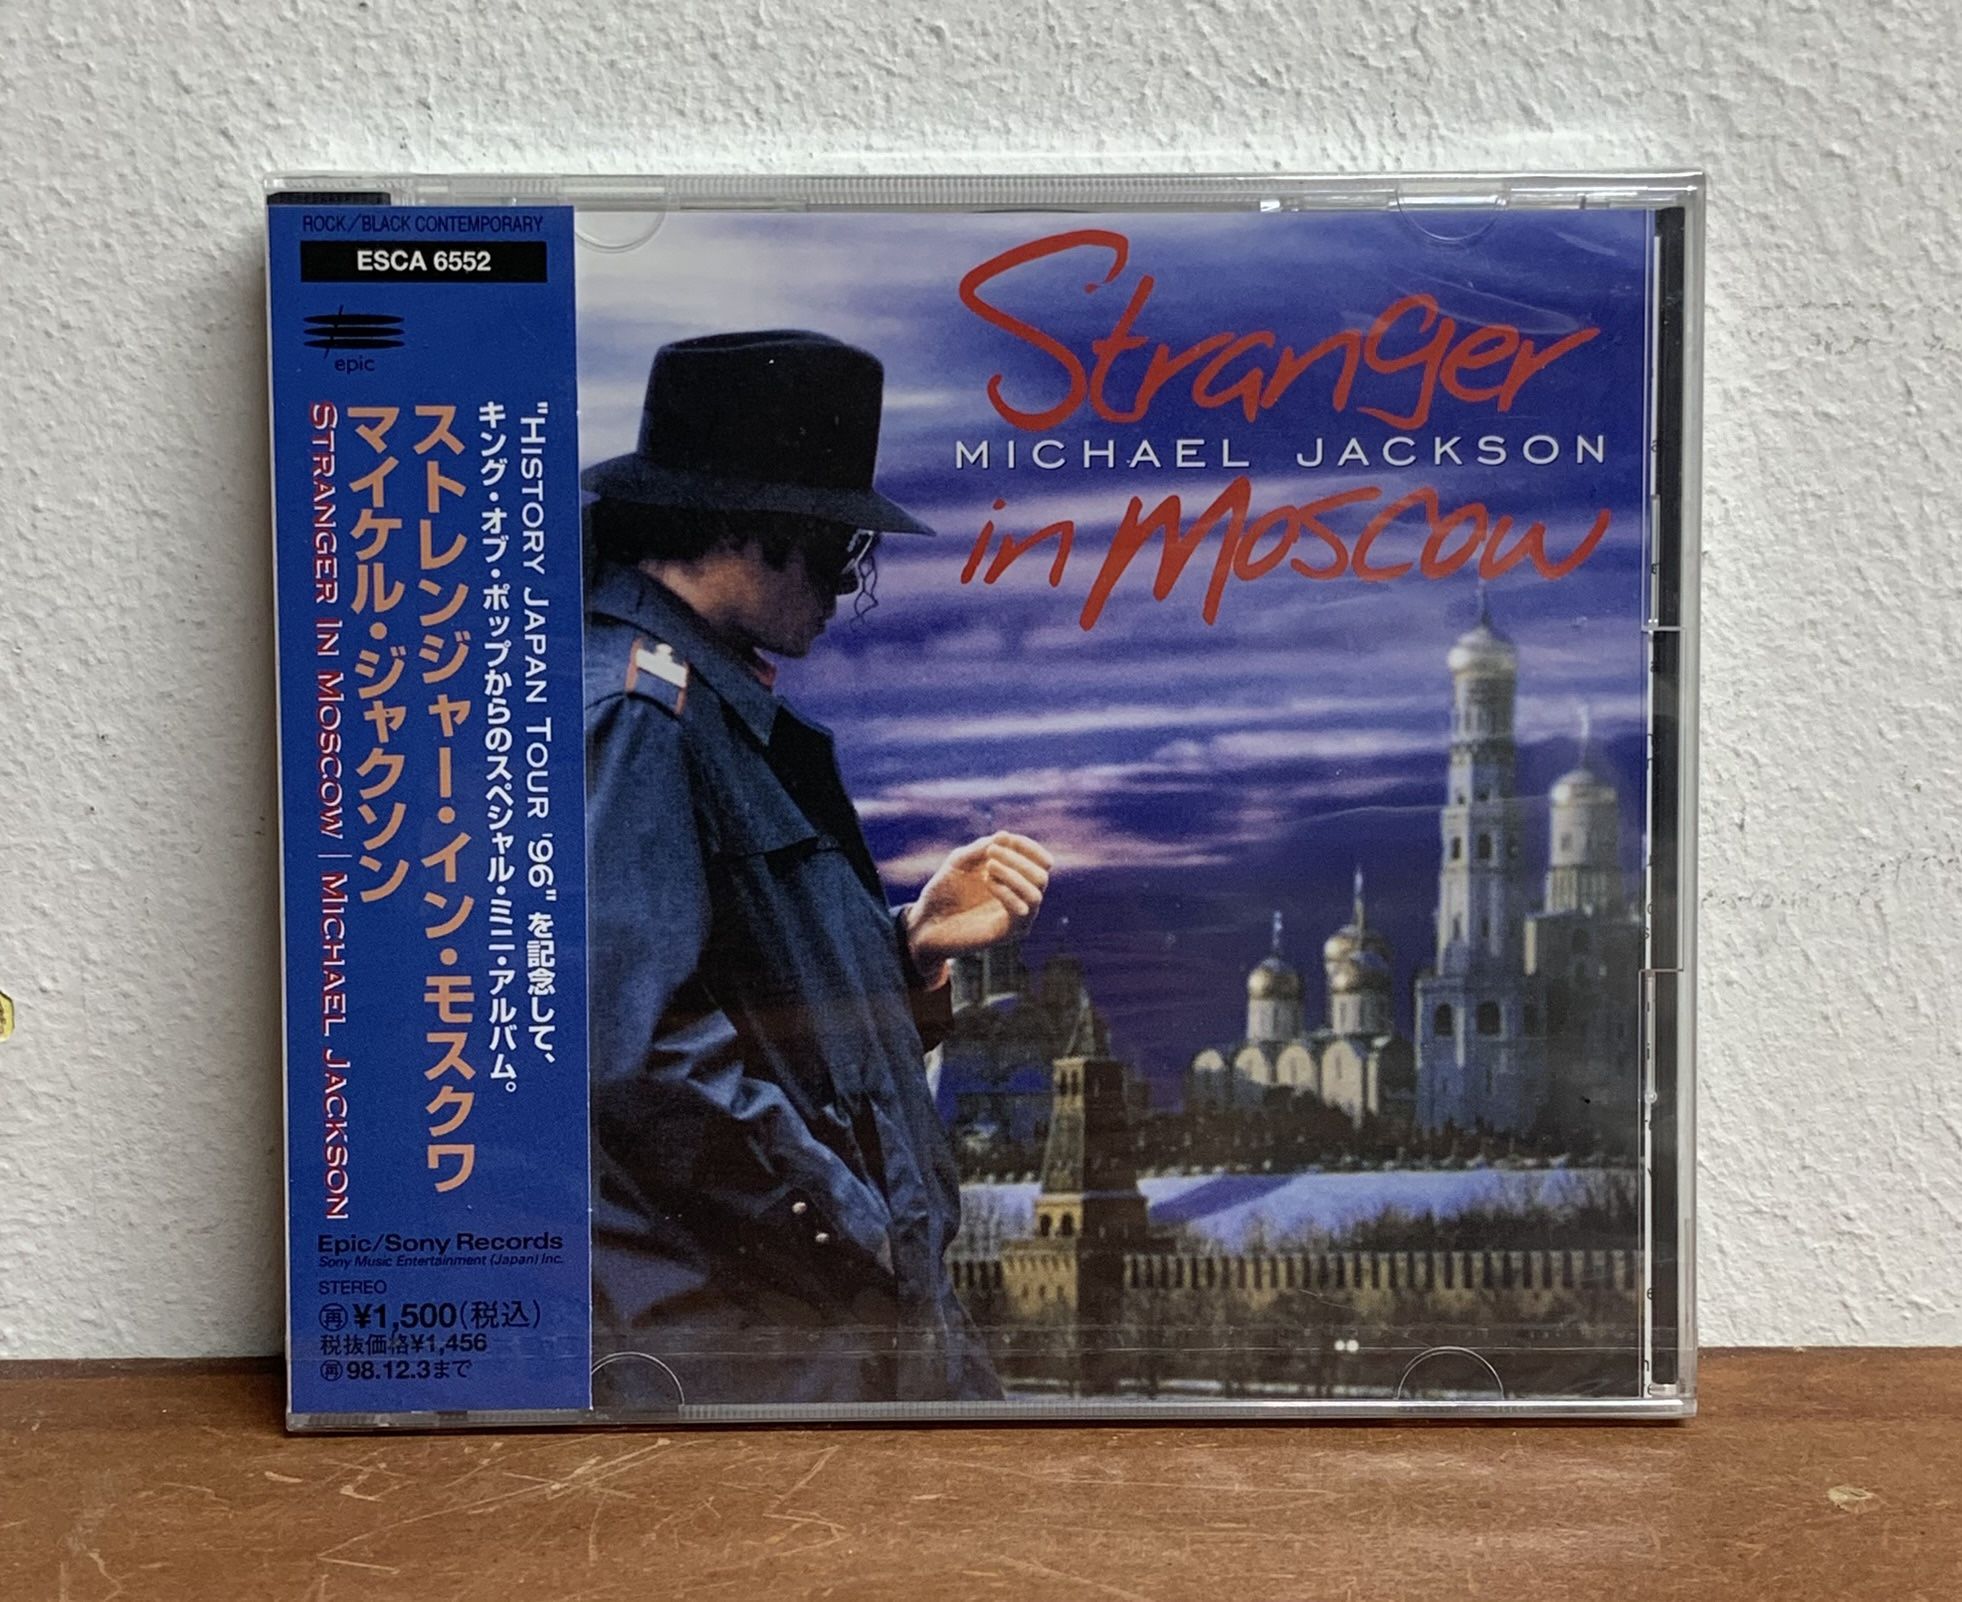 ROCK/BLACK CONTEMPORARY
ESCA 6552
epic
"HISTORY JAPAN TOUR '96" を記念して、
キング・オブ・ポップからのスペシャル・ミニ・アルバム。
ストレンジャー・イン・モスクワ
マイケル・ジャクソン
STRANGER IN MOSCOW | MICHAEL JACKSON
Epic/Sony Records
Sony Music Entertainment (Japan) Inc.
STEREO
再 ¥1,500(税込)
税抜価格¥1,456
再 98.12.3まで
Stranger
MICHAEL JACKSON
in Moscow